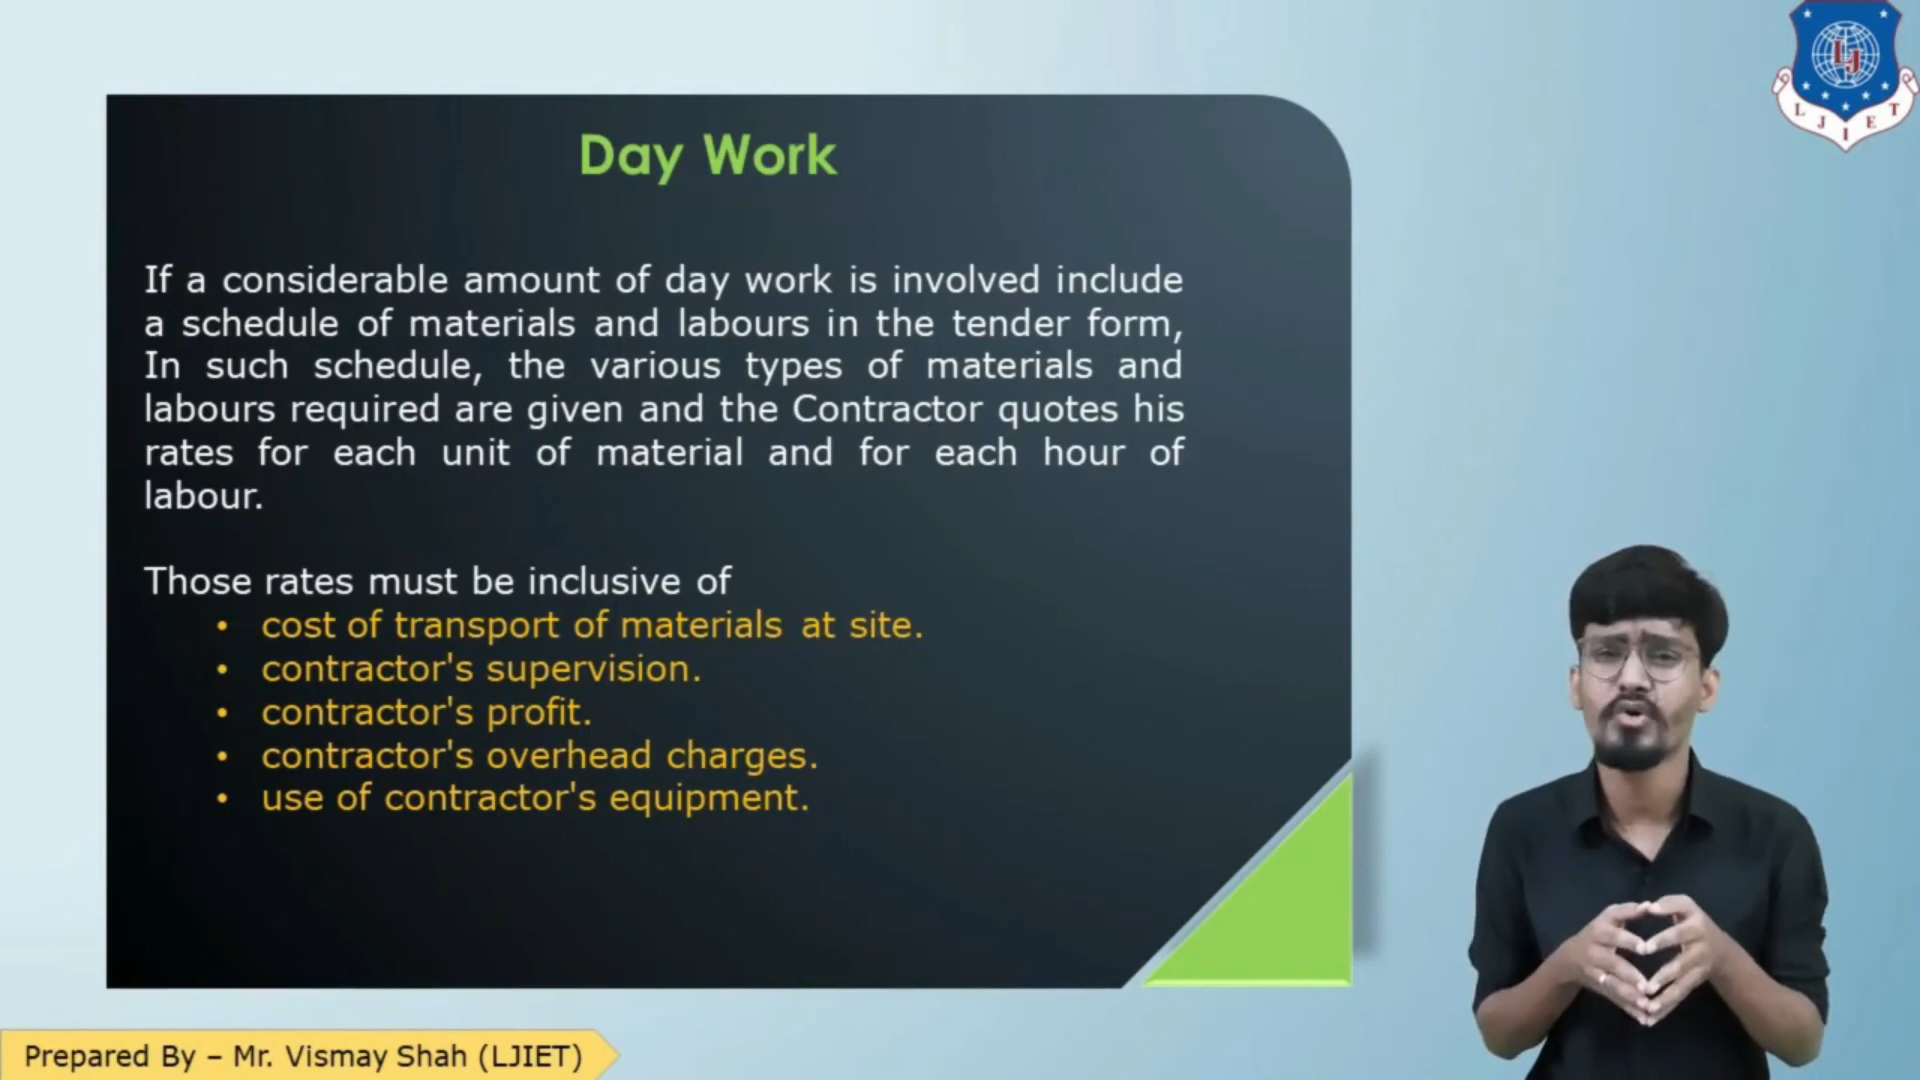 LJ
L J I E T
Day Work
If a considerable amount of day work is involved include
a schedule of materials and labours in the tender form,
In such schedule, the various types of materials and
labours required are given and the Contractor quotes his
rates for each unit of material and for each hour of
labour.
Those rates must be inclusive of
• cost of transport of materials at site.
• contractor's supervision.
• contractor's profit.
• contractor's overhead charges.
• use of contractor's equipment.
Prepared By – Mr. Vismay Shah (LJIET)